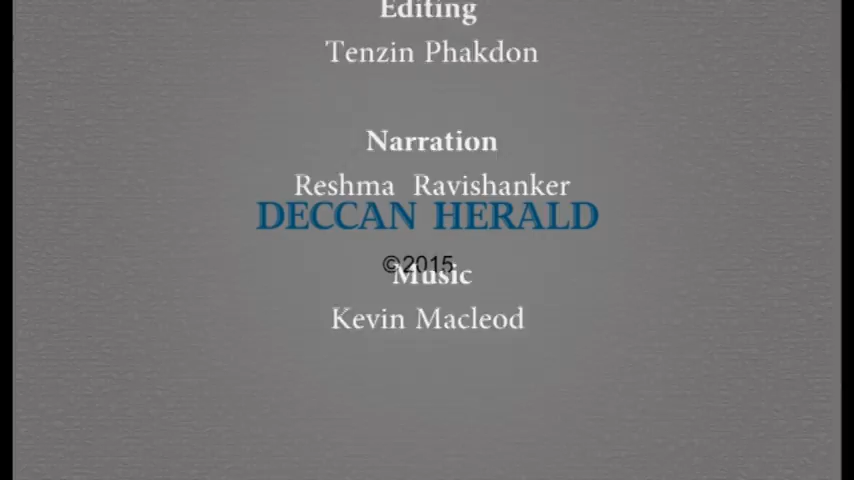 Editing
Tenzin Phakdon
Narration
Reshma Ravishanker
DECCAN HERALD
©2015
Music
Kevin Macleod